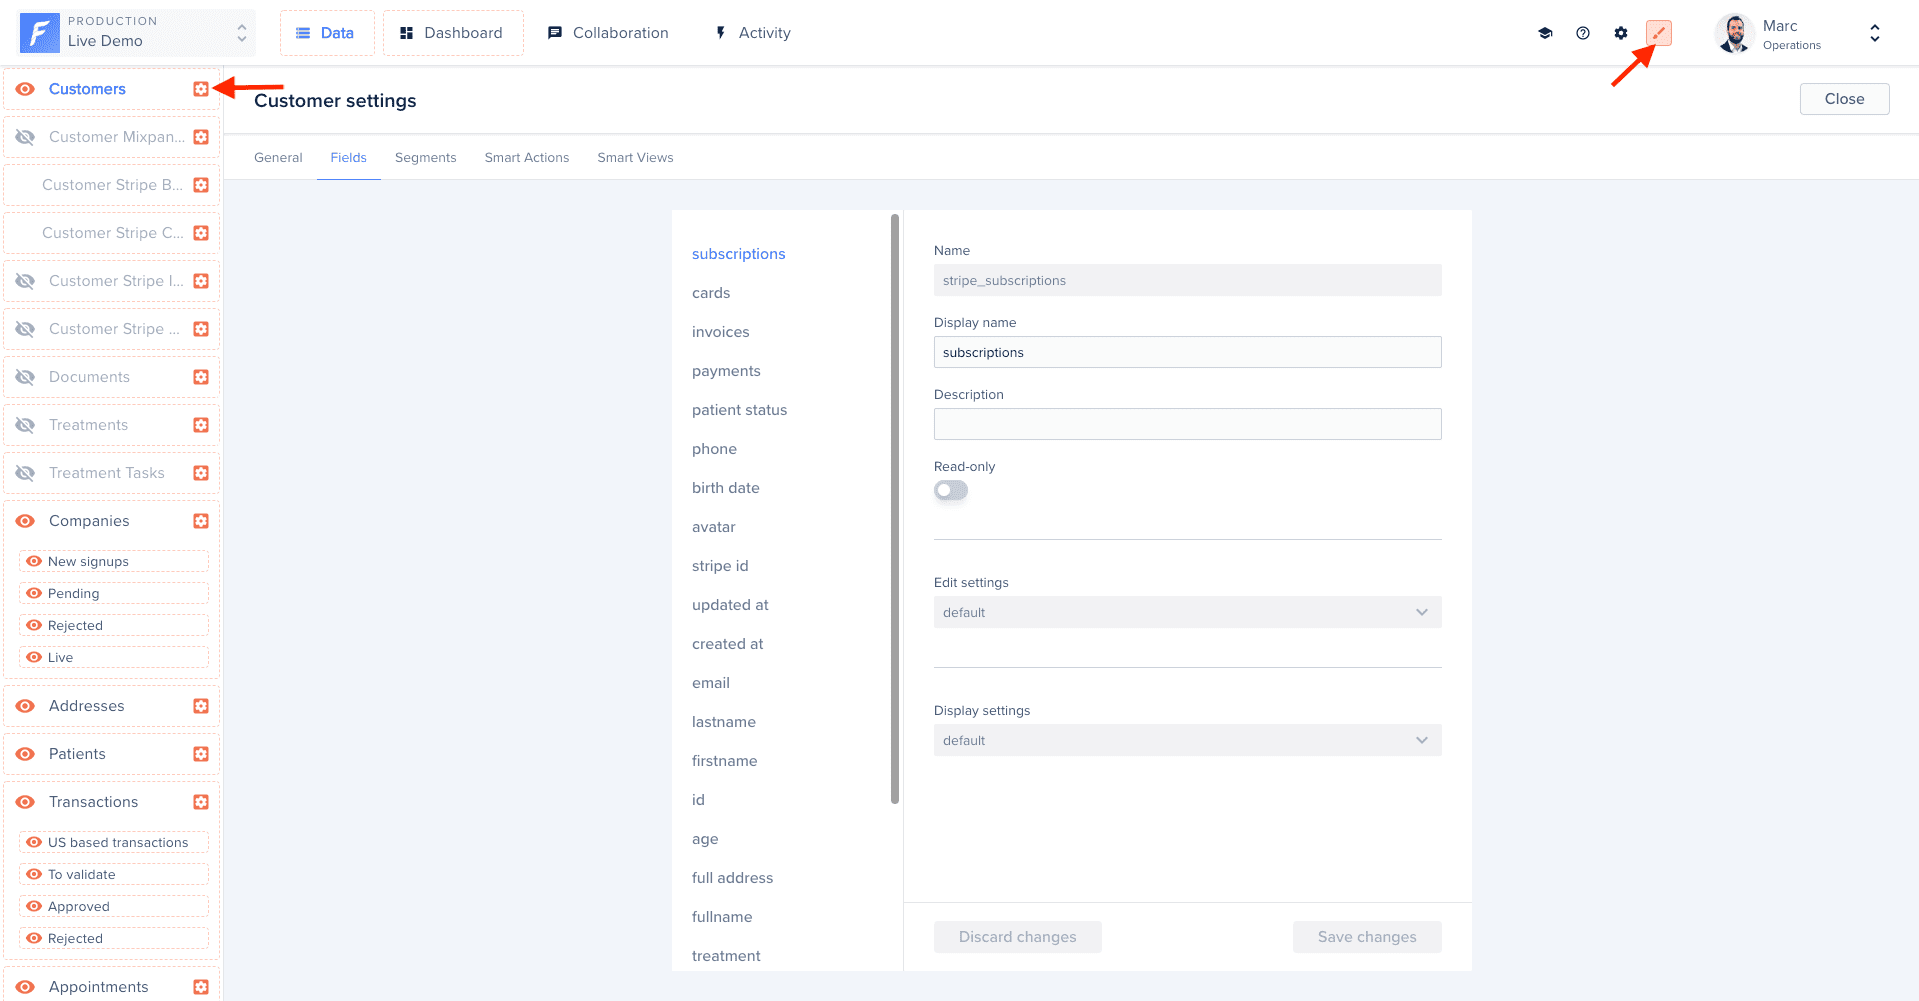 PRODUCTION
Live Demo
Data
Dashboard
Collaboration
Activity
Marc
Operations
Customers
Customer Mixpan...
Customer Stripe B...
Customer Stripe C...
Customer Stripe I...
Customer Stripe ...
Documents
Treatments
Treatment Tasks
Companies
New signups
Pending
Rejected
Live
Addresses
Patients
Transactions
US based transactions
To validate
Approved
Rejected
Appointments
Customer settings
Close
General
Fields
Segments
Smart Actions
Smart Views
subscriptions
cards
invoices
payments
patient status
phone
birth date
avatar
stripe id
updated at
created at
email
lastname
firstname
id
age
full address
fullname
treatment
Name
stripe_subscriptions
Display name
subscriptions
Description
Read-only
Edit settings
default
Display settings
default
Discard changes
Save changes